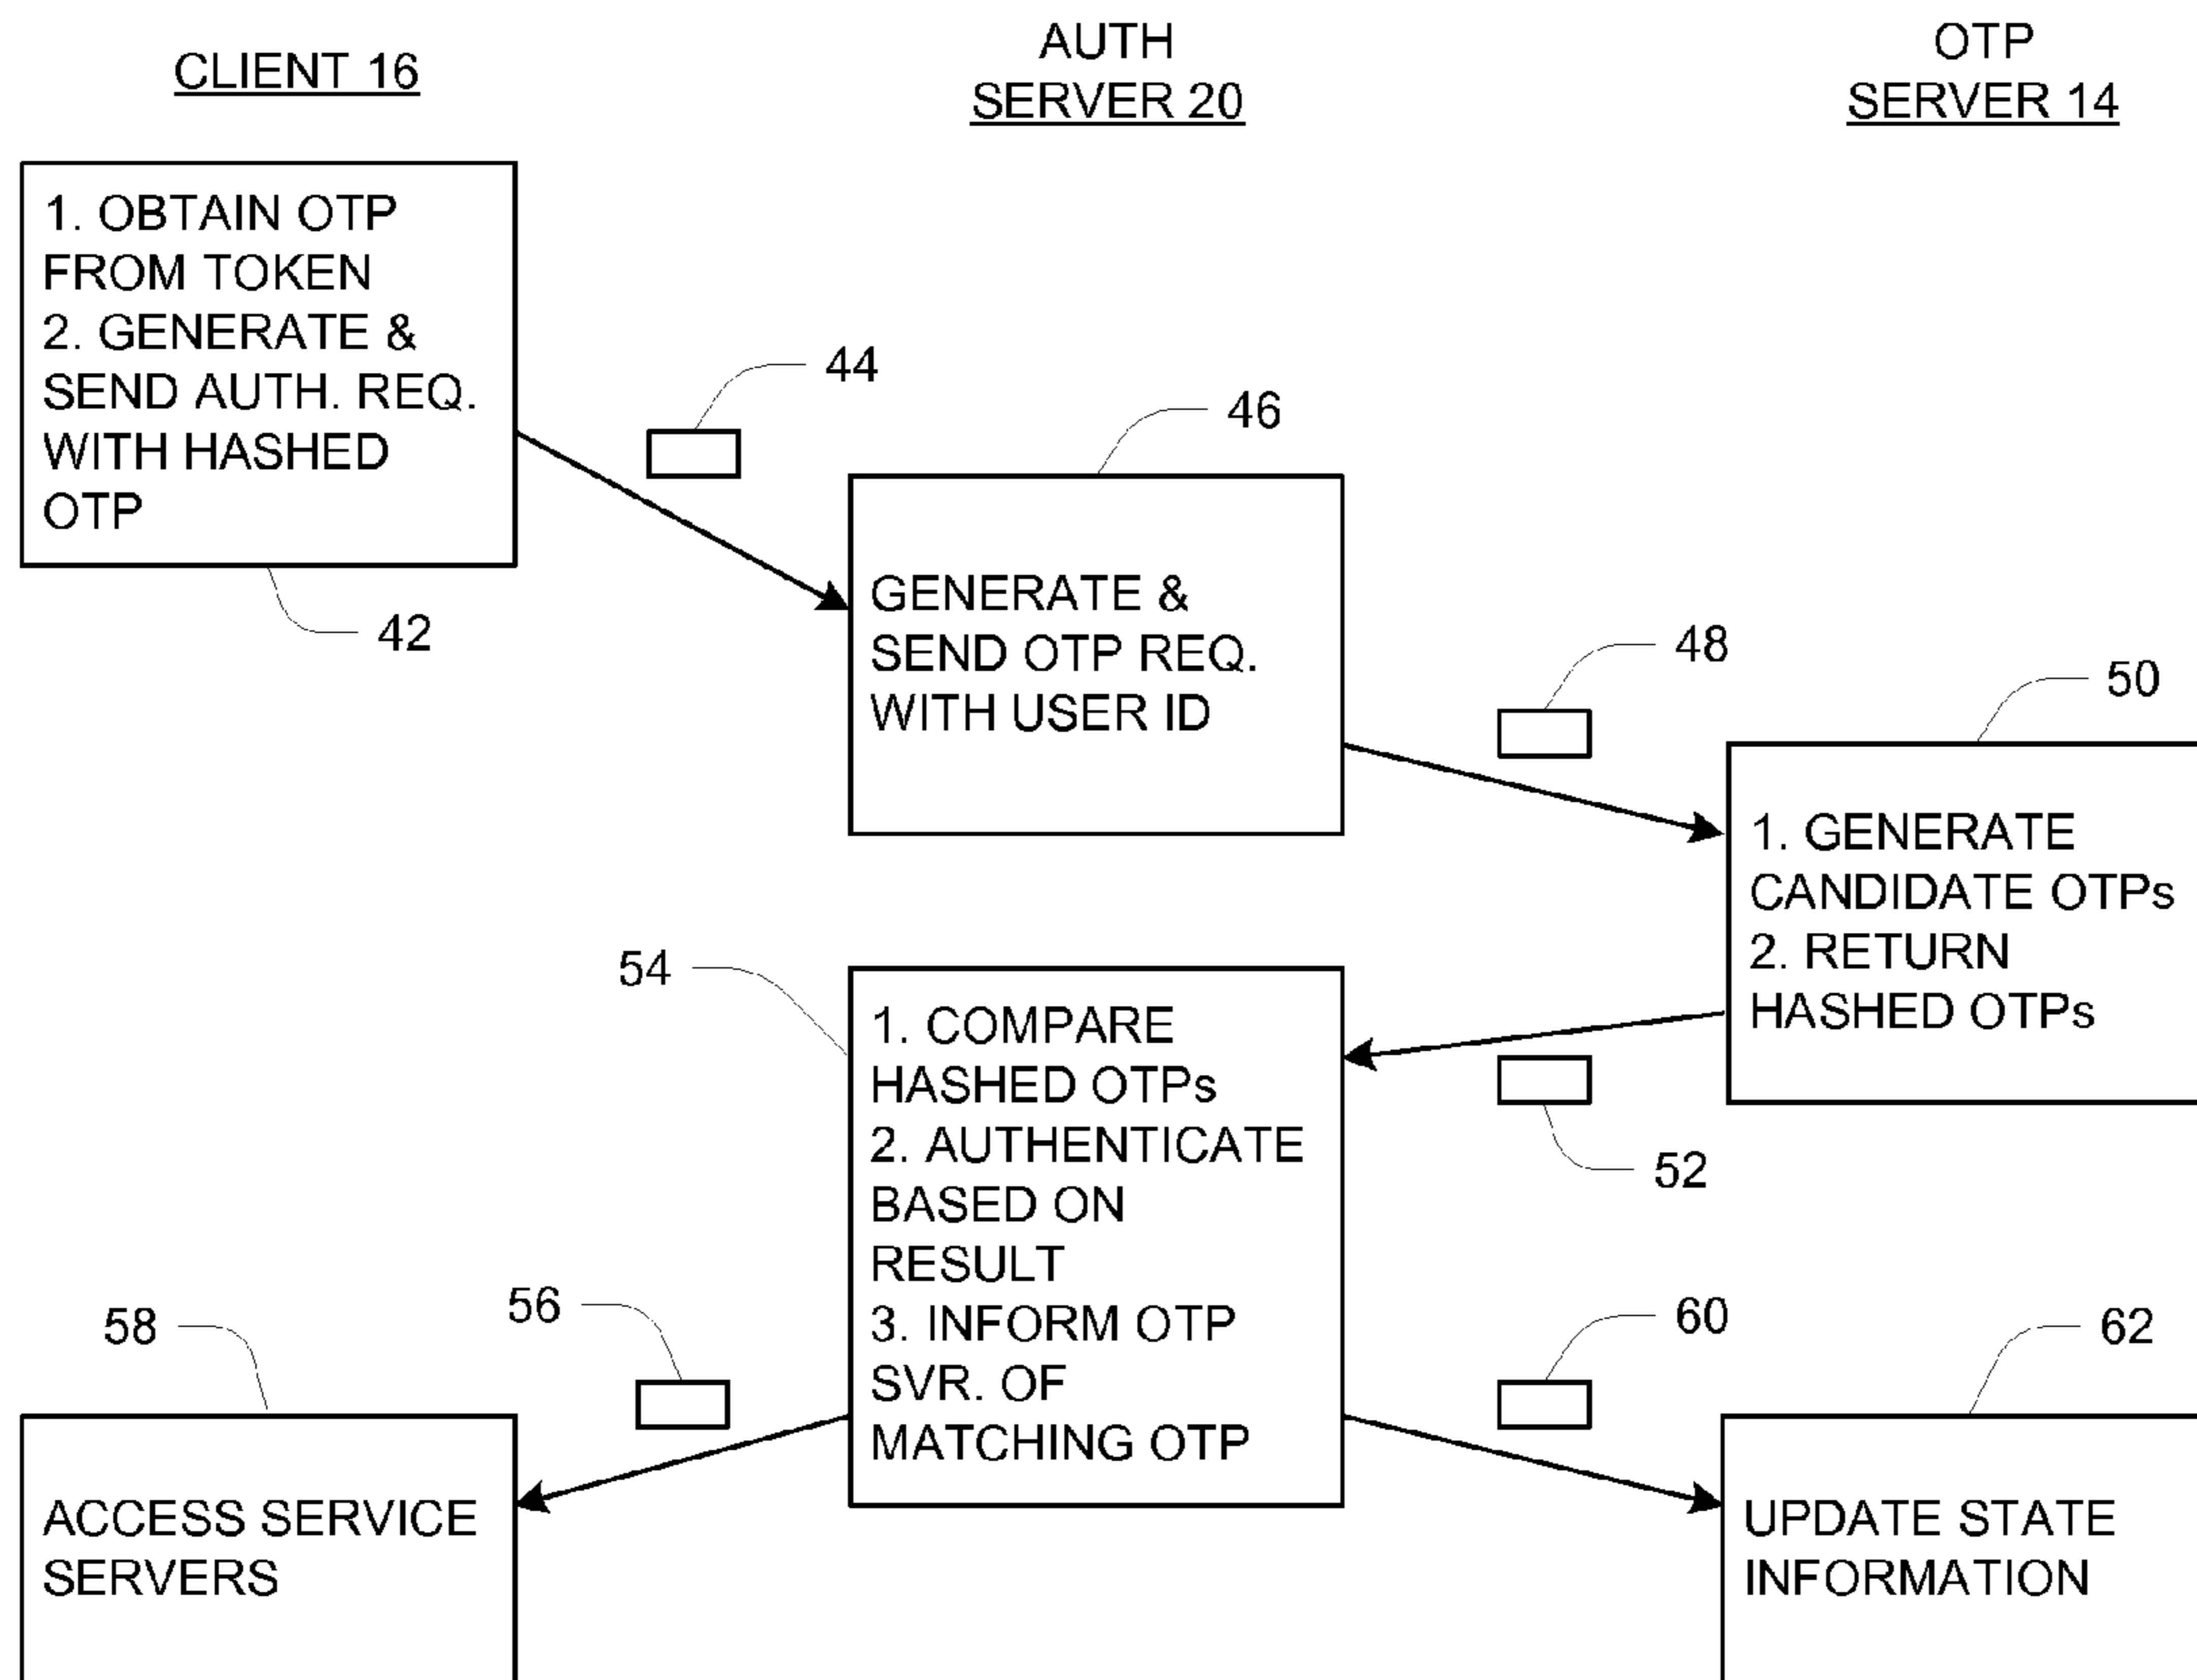 CLIENT 16
AUTH
SERVER 20
OTP
SERVER 14
1. OBTAIN OTP
FROM TOKEN
2. GENERATE &
SEND AUTH. REQ.
WITH HASHED
OTP
42
44
46
GENERATE &
SEND OTP REQ.
WITH USER ID
48
50
1. GENERATE
CANDIDATE OTPs
2. RETURN
HASHED OTPs
52
54
1. COMPARE
HASHED OTPs
2. AUTHENTICATE
BASED ON
RESULT
3. INFORM OTP
SVR. OF
MATCHING OTP
56
58
ACCESS SERVICE
SERVERS
60
62
UPDATE STATE
INFORMATION